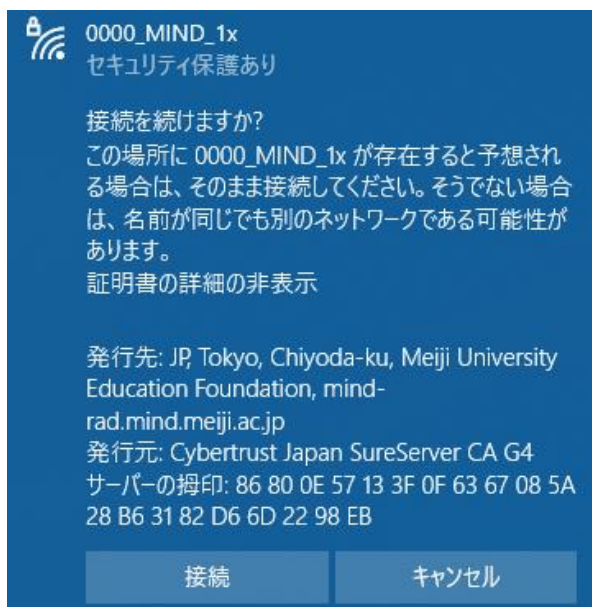 0000_MIND_1x
セキュリティ保護あり
接続を続けますか?
この場所に 0000_MIND_1x が存在すると予想され
る場合は、そのまま接続してください。そうでない場合
は、名前が同じでも別のネットワークである可能性が
あります。
証明書の詳細の非表示
発行先: JP, Tokyo, Chiyoda-ku, Meiji University
Education Foundation, mind-
rad.mind.meiji.ac.jp
発行元: Cybertrust Japan SureServer CA G4
サーバーの拇印: 86 80 0E 57 13 3F 0F 63 67 08 5A
28 B6 31 82 D6 6D 22 98 EB
接続
キャンセル